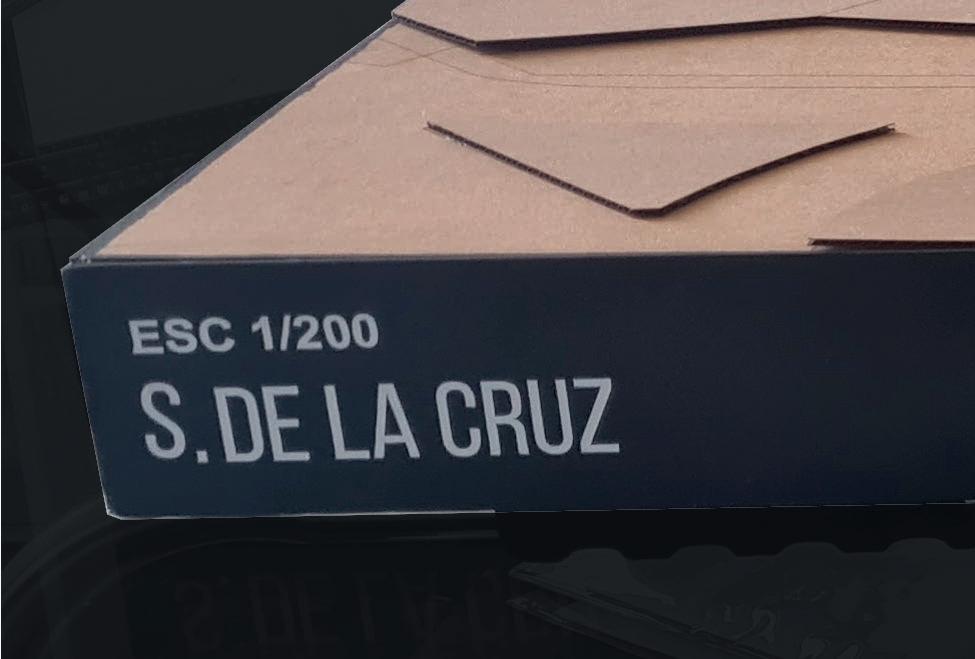 ESC 1/200
S. DE LA CRUZ